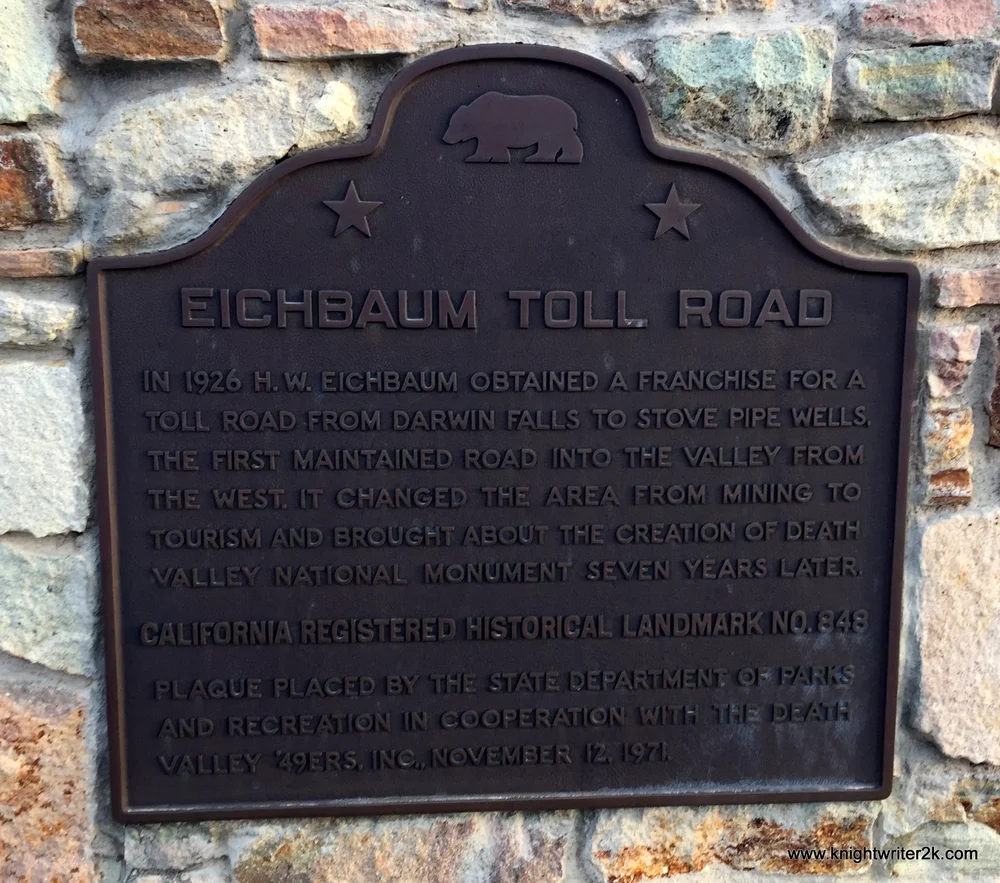 EICHBAUM TOLL ROAD
IN 1926 H. W. EICHBAUM OBTAINED A FRANCHISE FOR A
TOLL ROAD FROM DARWIN FALLS TO STOVE PIPE WELLS.
THE FIRST MAINTAINED ROAD INTO THE VALLEY FROM
THE WEST. IT CHANGED THE AREA FROM MINING TO
TOURISM AND BROUGHT ABOUT THE CREATION OF DEATH
VALLEY NATIONAL MONUMENT SEVEN YEARS LATER.
CALIFORNIA REGISTERED HISTORICAL LANDMARK NO. 848
PLAQUE PLACED BY THE STATE DEPARTMENT OF PARKS
AND RECREATION IN COOPERATION WITH THE DEATH
VALLEY '49ERS, INC., NOVEMBER 12, 1971.
www.knightwriter2k.com